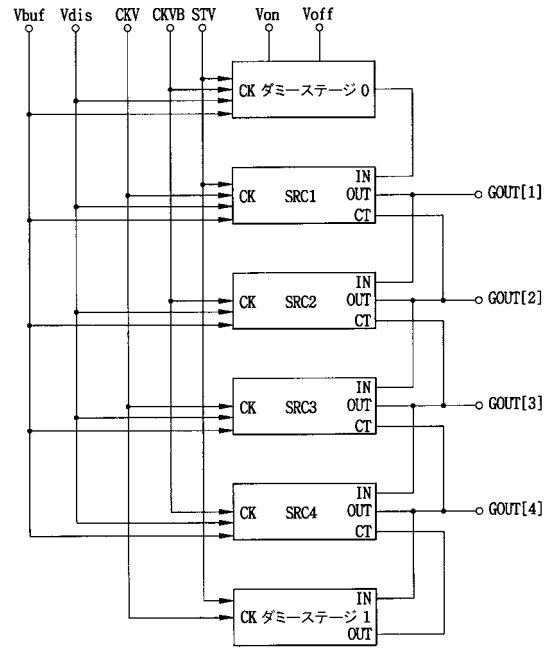 Vbuf Vdis CKV CKVB STV Von Voff
CK ダミーステージ 0
IN
CK SRC1 OUT GOUT[1]
CT
IN
CK SRC2 OUT GOUT[2]
CT
IN
CK SRC3 OUT GOUT[3]
CT
IN
CK SRC4 OUT GOUT[4]
CT
IN
CK ダミーステージ 1
OUT